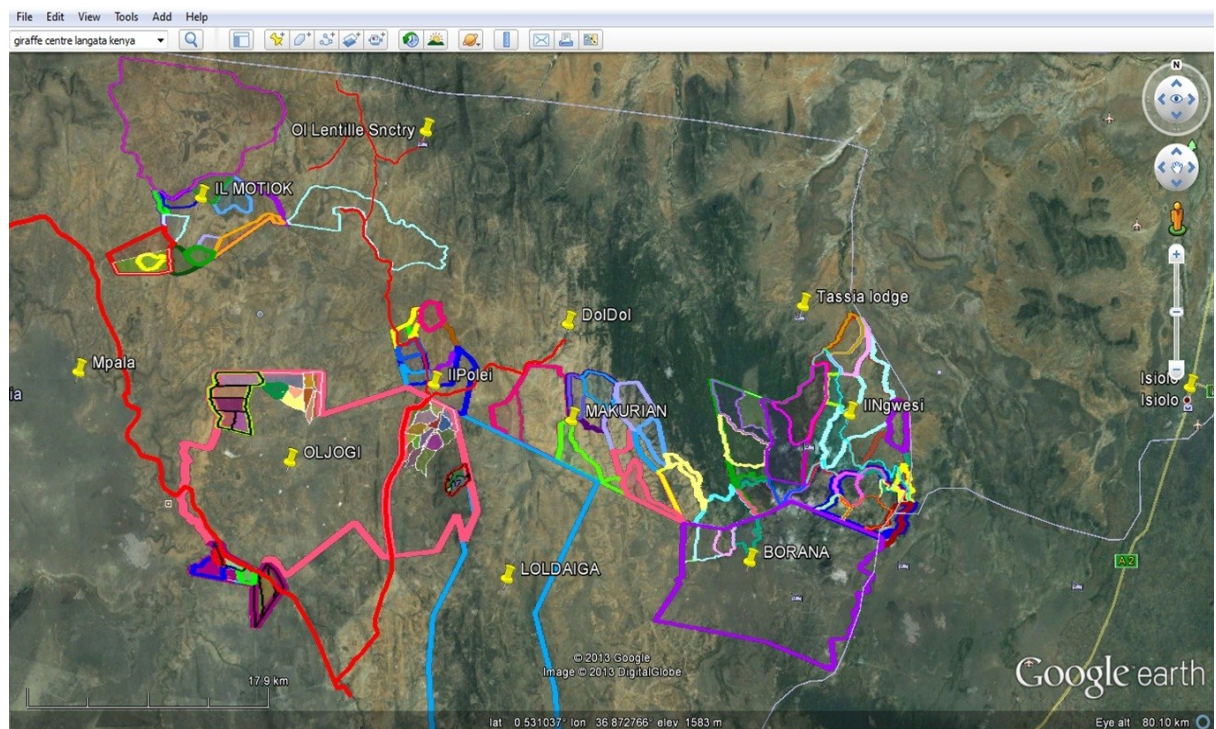 File Edit View Tools Add Help
giraffe centre langata kenya
N
Ol Lentille Snctry
IL MOTIOK
Tassia lodge
DolDol
Mpala
IlPolei
Isiolo
ia
Isiolo
MAKURIAN
IlNgwesi
OLJOGI
BORANA
A 2
LOLDAIGA
© 2013 Google
Image © 2013 DigitalGlobe
Google earth
17.9 km
lat 0.531037° lon 36.872766° elev 1583 m
Eye alt 80.10 km